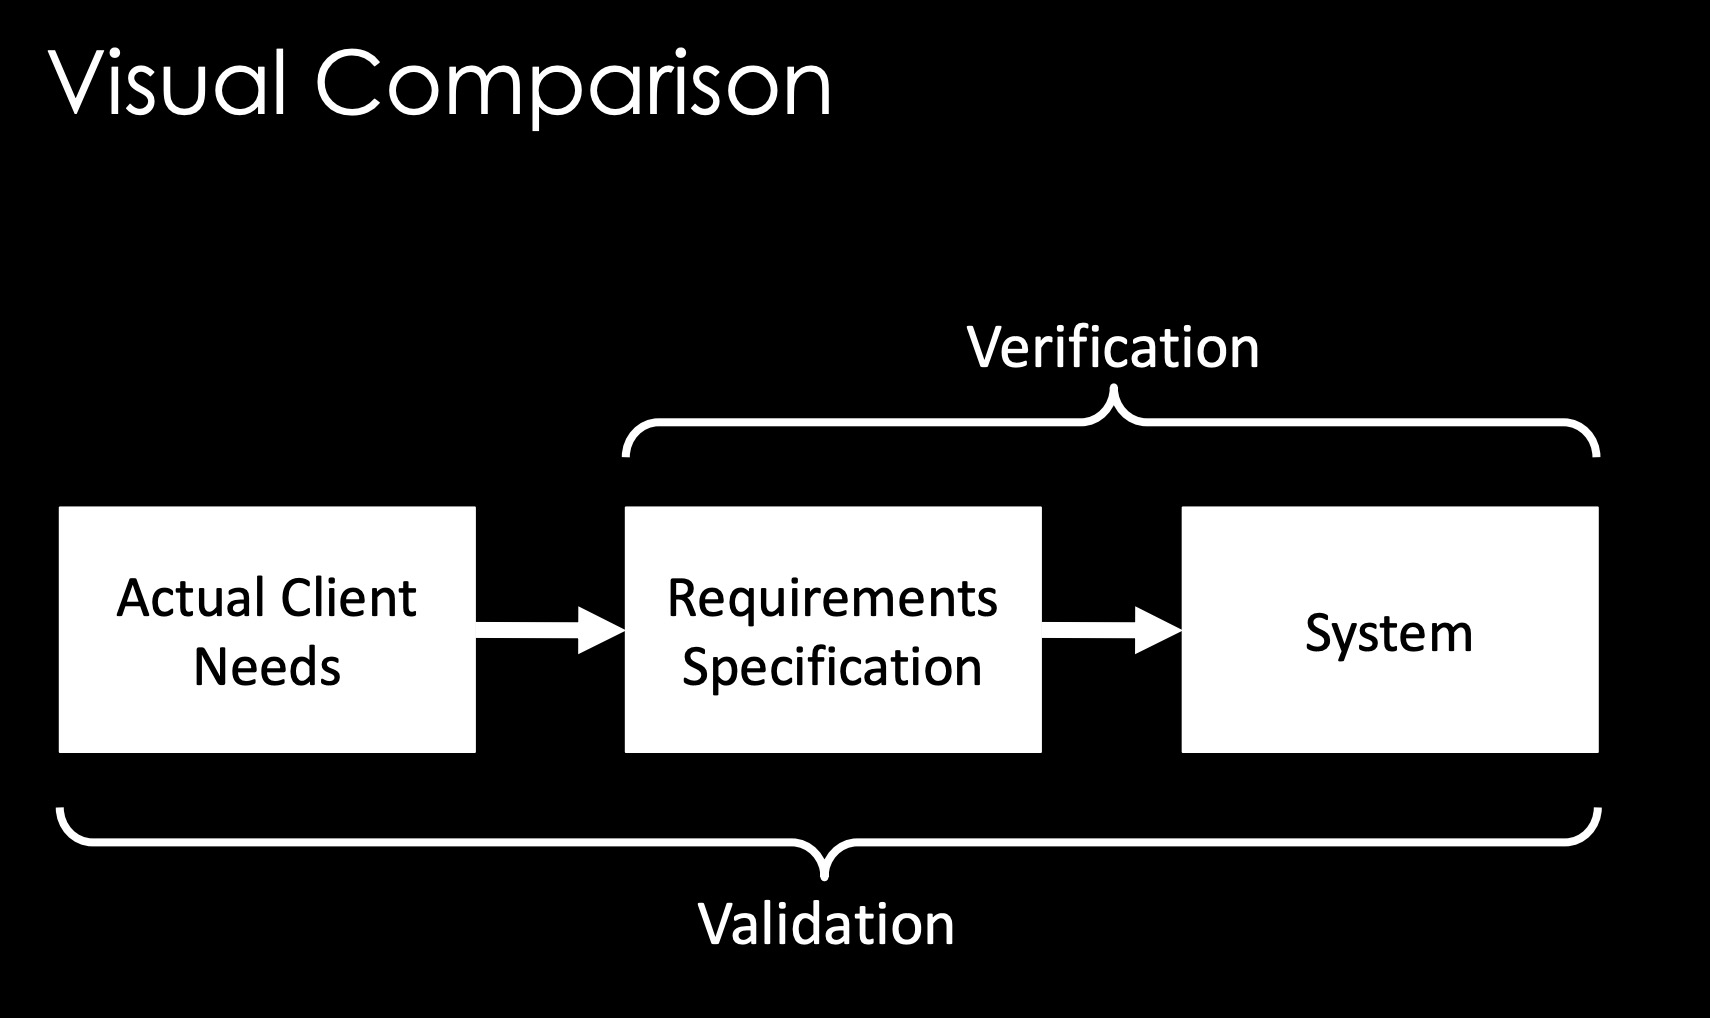 Visual Comparison
Verification
Actual Client
Needs
Requirements
Specification
System
Validation